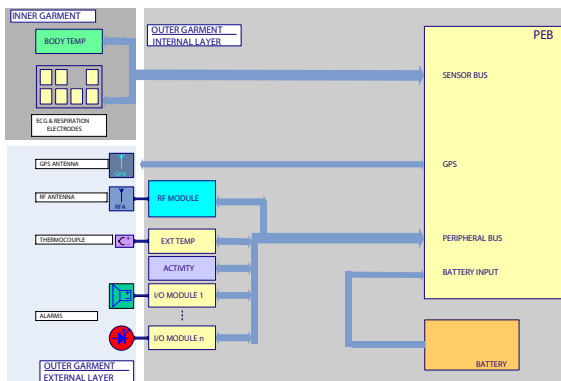 INNER GARMENT
BODY TEMP
ECG & RESPIRATION
ELECTRODES
OUTER GARMENT
INTERNAL LAYER
PEB
SENSOR BUS
GPS
PERIPHERAL BUS
BATTERY INPUT
BATTERY
GPS ANTENNA
GPS
RF ANTENNA
RFA
RF MODULE
THERMOCOUPLE
EXT TEMP
ACTIVITY
I/O MODULE 1
ALARMS
I/O MODULE n
OUTER GARMENT
EXTERNAL LAYER